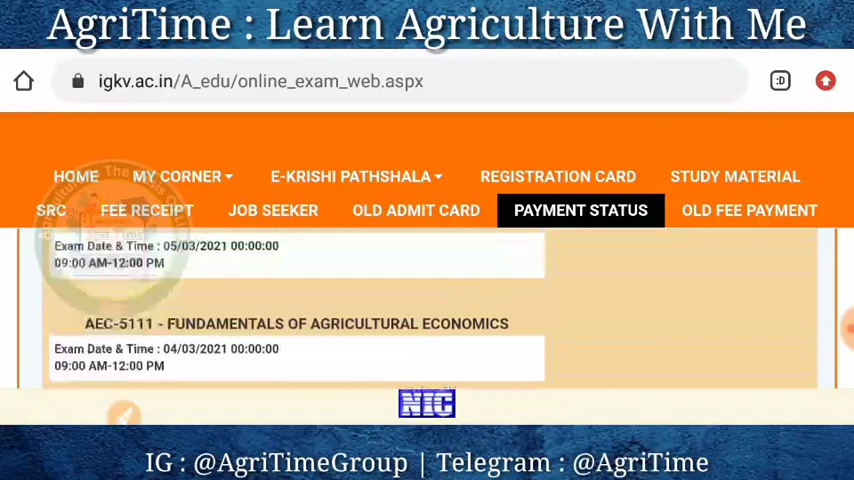 AgriTime : Learn Agriculture With Me
igkv.ac.in/A_edu/online_exam_web.aspx
:D
HOME MY CORNER E-KRISHI PATHSHALA REGISTRATION CARD STUDY MATERIAL
SRC FEE RECEIPT JOB SEEKER OLD ADMIT CARD PAYMENT STATUS OLD FEE PAYMENT
Exam Date & Time : 05/03/2021 00:00:00
09:00 AM-12:00 PM
AEC-5111 - FUNDAMENTALS OF AGRICULTURAL ECONOMICS
Exam Date & Time : 04/03/2021 00:00:00
09:00 AM-12:00 PM
NIC
IG : @AgriTimeGroup | Telegram : @AgriTime